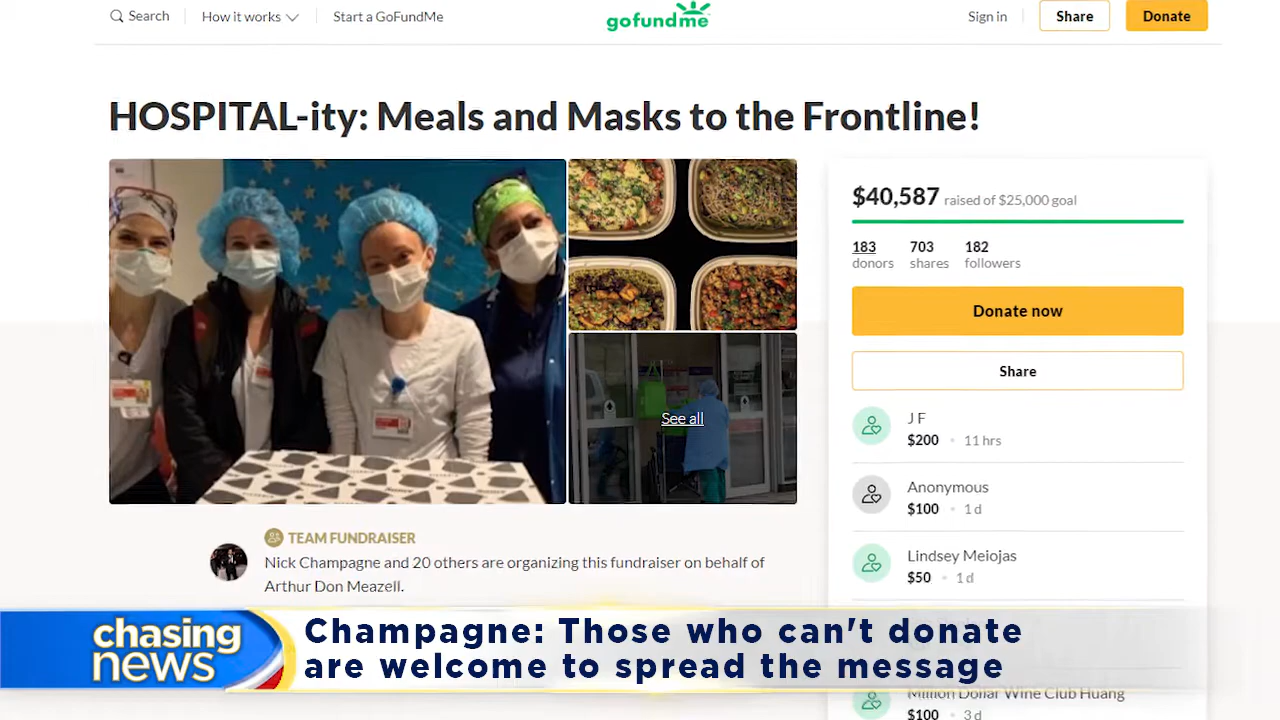 Search
How it works
Start a GoFundMe
gofundme
Sign in
Share
Donate
HOSPITAL-ity: Meals and Masks to the Frontline!
$40,587 raised of $25,000 goal
183 703 182
donors shares followers
Donate now
Share
See all
J F
$200 • 11 hrs
Anonymous
$100 • 1 d
Lindsey Meiojas
$50 • 1 d
TEAM FUNDRAISER
Nick Champagne and 20 others are organizing this fundraiser on behalf of
Arthur Don Meazell.
chasing
news
Champagne: Those who can't donate
are welcome to spread the message
Million Dollar Wine Club Huang
$100 • 3 d